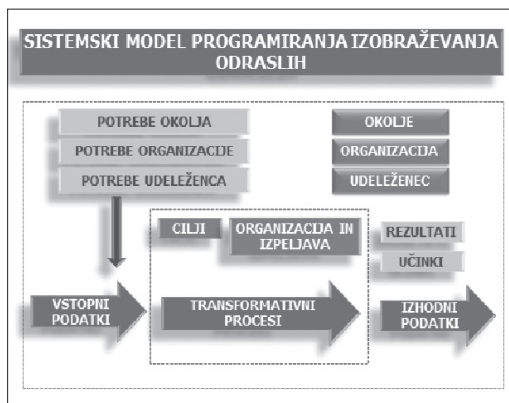 SISTEMSKI MODEL PROGRAMIRANJA IZOBRAŽEVANJA
ODRASLIH
POTREBE OKOLJA
POTREBE ORGANIZACIJE
POTREBE UDELEŽENCA
OKOLJE
ORGANIZACIJA
UDELEŽENEC
CILJI
ORGANIZACIJA IN
IZPELJAVA
REZULTATI
UČINKI
VSTOPNI
PODATKI
TRANSFORMATIVNI
PROCESI
IZHODNI
PODATKI